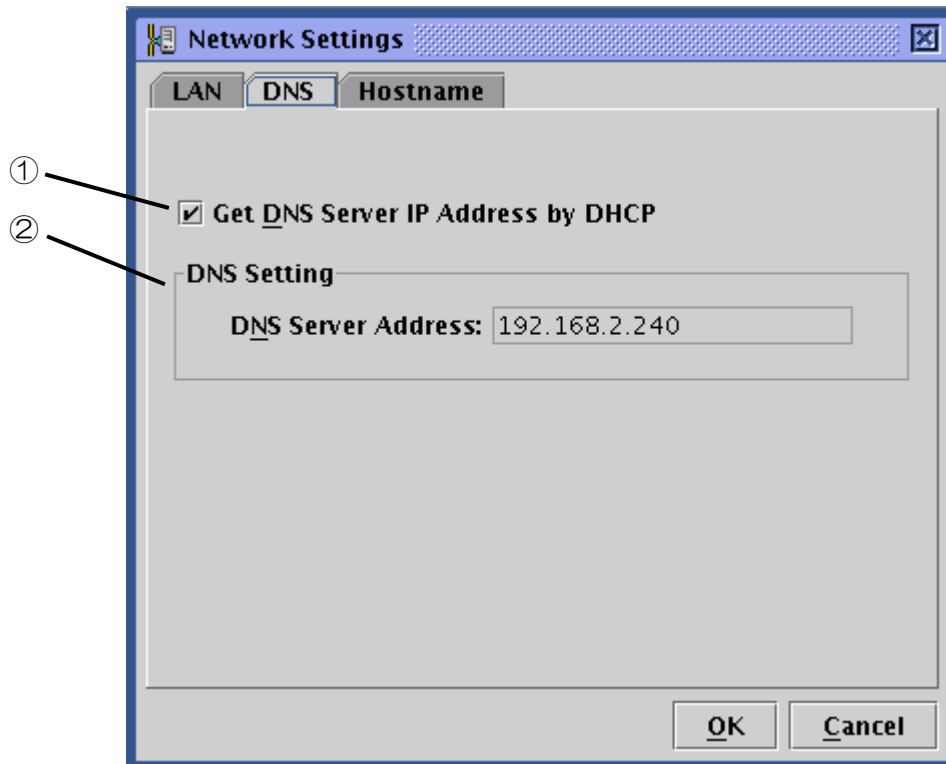 Network Settings
LAN DNS Hostname
①
Get DNS Server IP Address by DHCP
②
DNS Setting
DNS Server Address: 192.168.2.240
OK Cancel